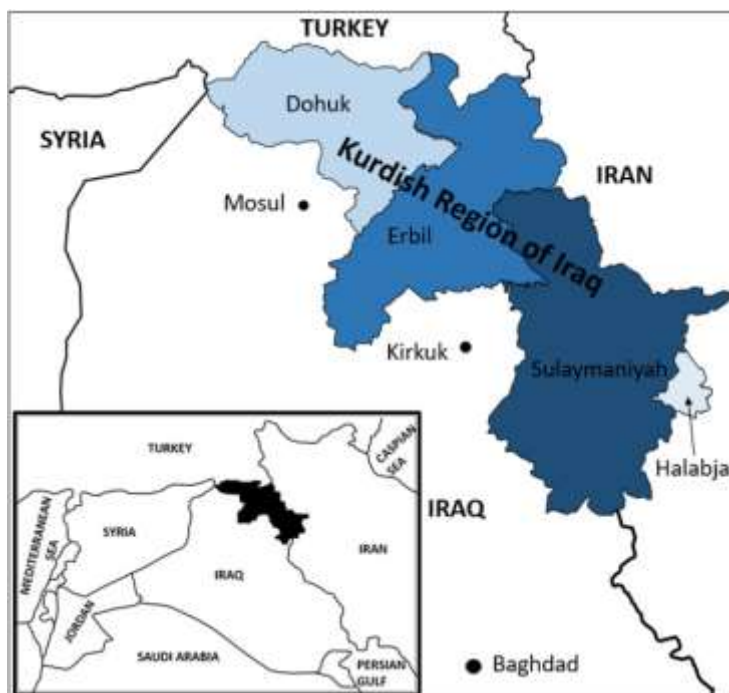 TURKEY
Dohuk
SYRIA
Kurdish Region of Iraq
IRAN
Mosul
Erbil
Kirkuk
Sulaymaniyah
Halabja
IRAQ
Baghdad
TURKEY
CASPIAN
SEA
MEDITERRANEAN
SEA
SYRIA
IRAN
IRAQ
JORDAN
SAUDI ARABIA
PERSIAN
GULF